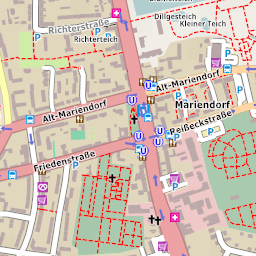 Dillgesteich
Kleiner Teich
Richterstraße
Richterteich
Alt-Mariendorf
Mariendorf
Alt-Mariendorf
Reißeckstraße
Friedenstraße